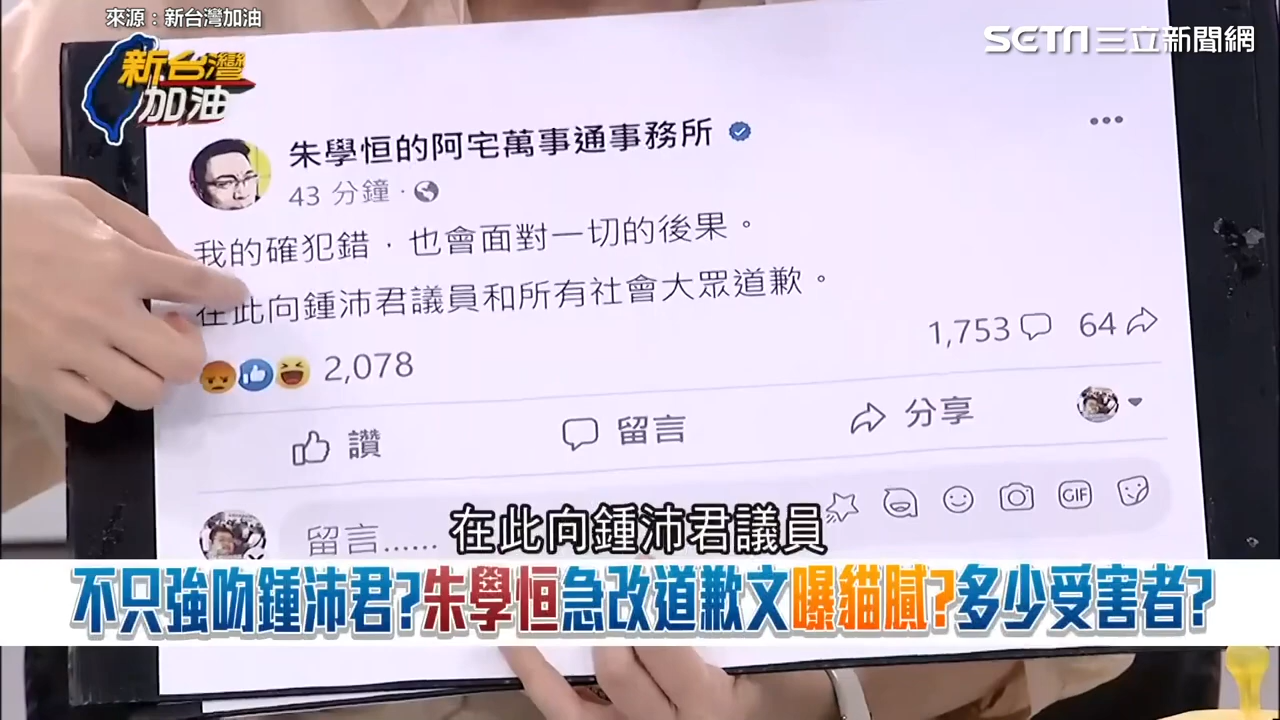 來源：新台灣加油
SETN三立新聞網
新台灣
加油
朱學恒的阿宅萬事通事務所
43 分鐘
我的確犯錯，也會面對一切的後果。
在此向鍾沛君議員和所有社會大眾道歉。
2,078
1,753
64
讚
留言
分享
留言......
GIF
在此向鍾沛君議員
不只強吻鍾沛君?朱學恒急改道歉文曝貓膩?多少受害者?